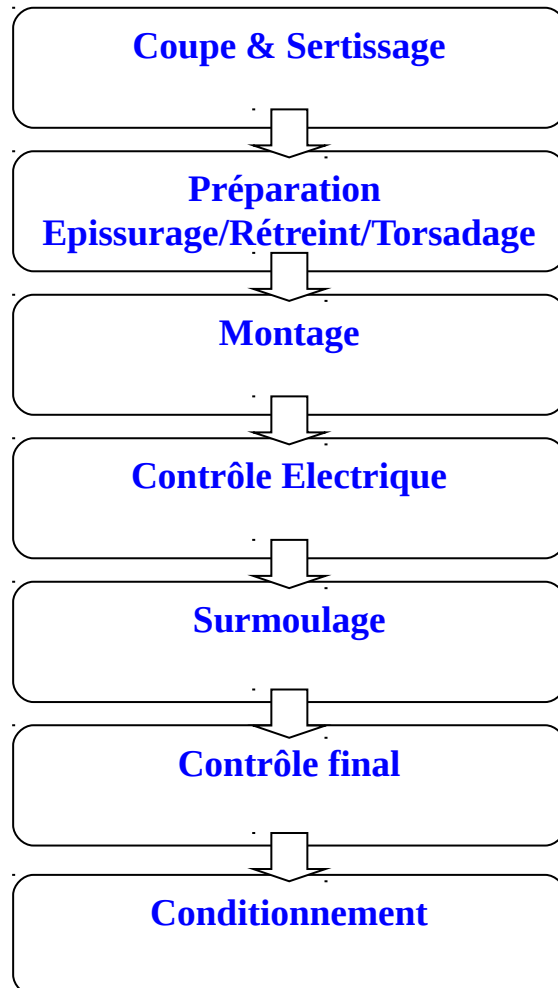 Coupe & Sertissage
Préparation
Epissurage/Rétreint/Torsadage
Montage
Contrôle Electrique
Surmoulage
Contrôle final
Conditionnement